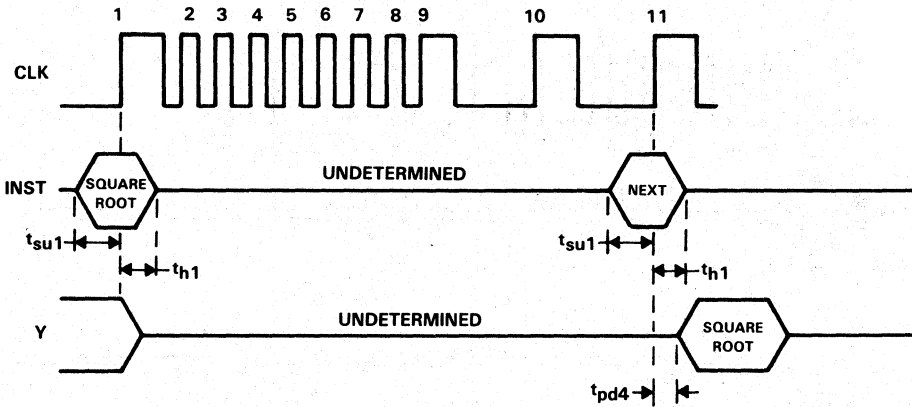 1 2 3 4 5 6 7 8 9 10 11
CLK
INST
SQUARE
ROOT
UNDETERMINED
NEXT
tsu1
th1
tsu1
th1
Y
UNDETERMINED
SQUARE
ROOT
tpd4